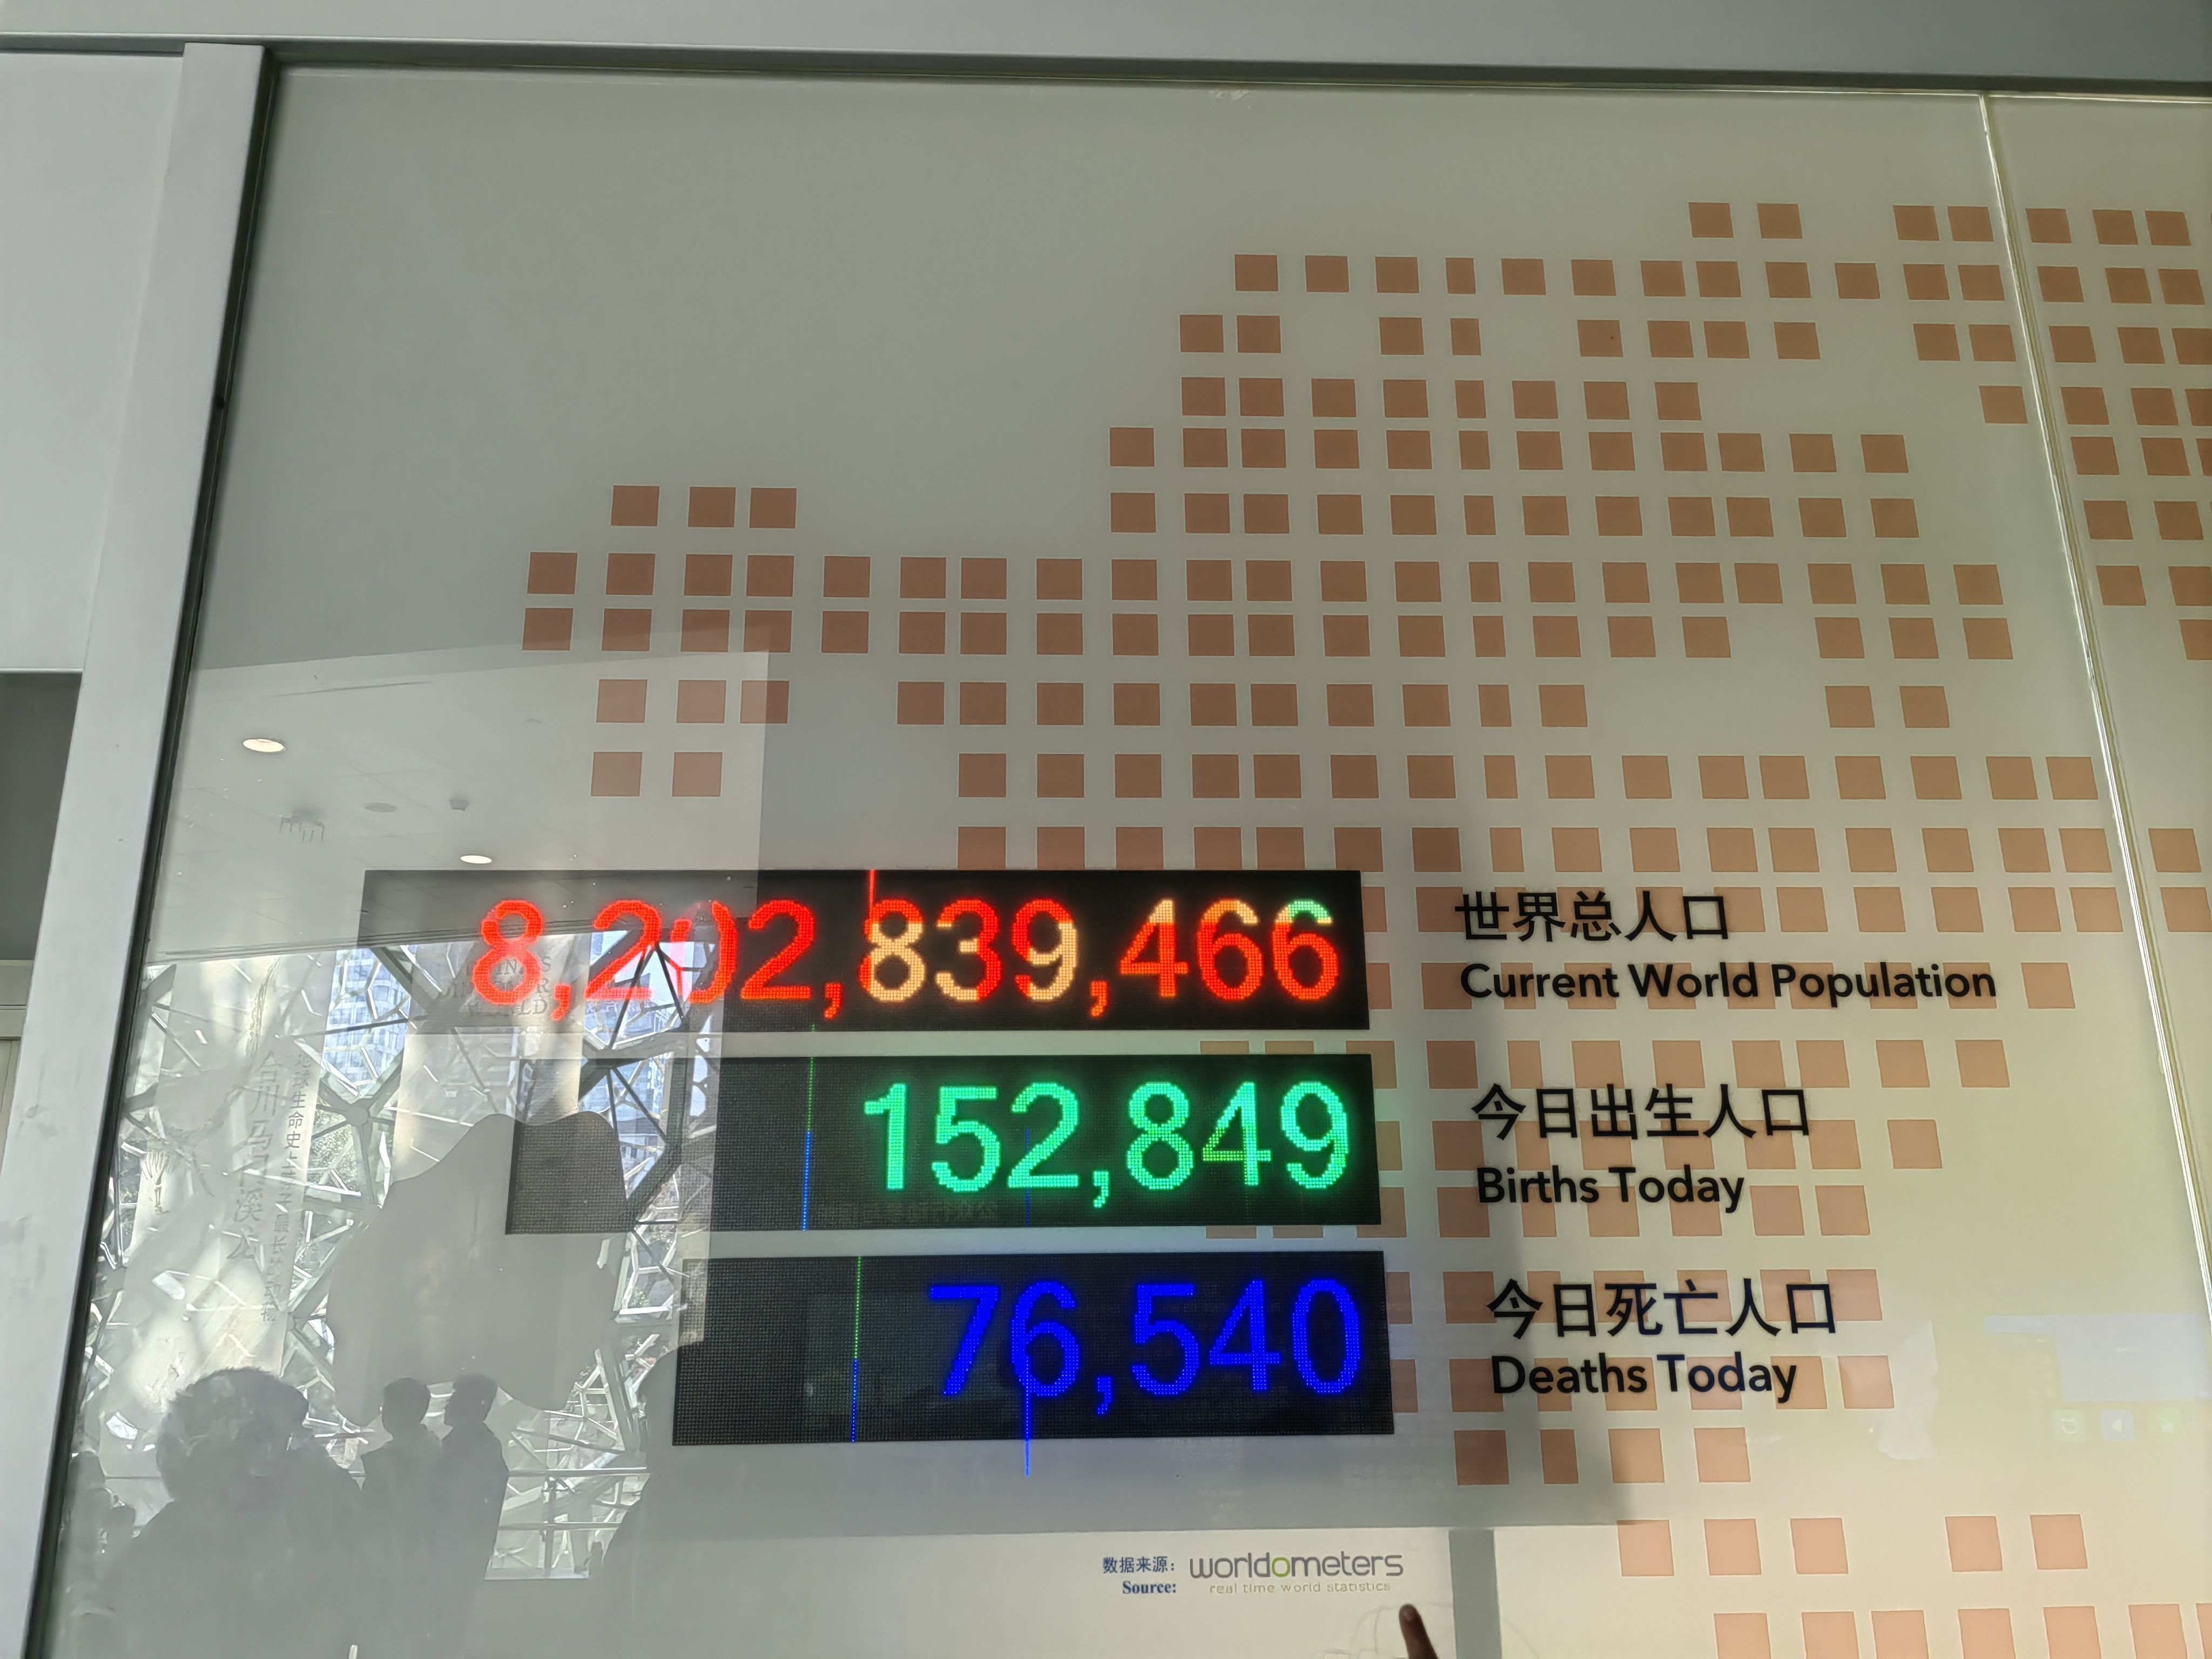 8,202,839,466
世界总人口
Current World Population
152,849
今日出生人口
Births Today
76,540
今日死亡人口
Deaths Today
数据来源：
Source:
worldometers
real time world statistics